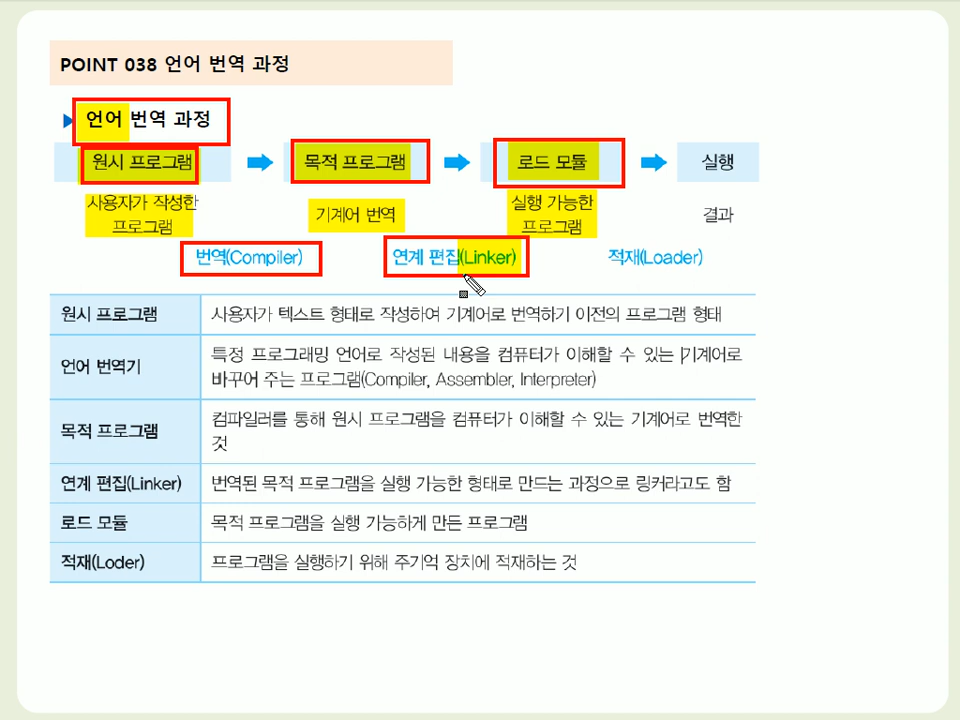 POINT 038 언어 번역 과정
언어 번역 과정
원시 프로그램 목적 프로그램 로드 모듈 실행
사용자가 작성한 프로그램 기계어 번역 실행 가능한 프로그램 결과
번역(Compiler) 연계 편집(Linker) 적재(Loader)
원시 프로그램 사용자가 텍스트 형태로 작성하여 기계어로 번역하기 이전의 프로그램 형태
언어 번역기 특정 프로그래밍 언어로 작성된 내용을 컴퓨터가 이해할 수 있는 기계어로
바꾸어 주는 프로그램(Compiler, Assembler, Interpreter)
목적 프로그램 컴파일러를 통해 원시 프로그램을 컴퓨터가 이해할 수 있는 기계어로 번역한
것
연계 편집(Linker) 번역된 목적 프로그램을 실행 가능한 형태로 만드는 과정으로 링커라고도 함
로드 모듈 목적 프로그램을 실행 가능하게 만든 프로그램
적재(Loder) 프로그램을 실행하기 위해 주기억 장치에 적재하는 것